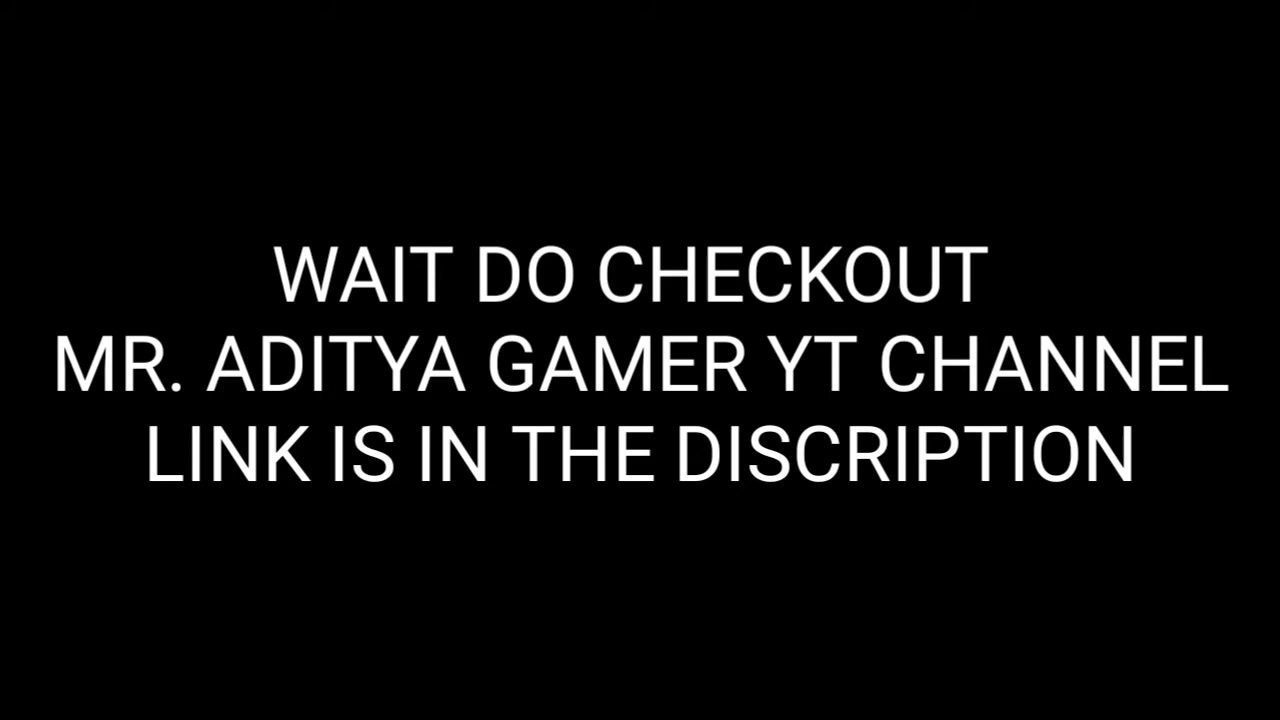 WAIT DO CHECKOUT
MR. ADITYA GAMER YT CHANNEL
LINK IS IN THE DISCRIPTION